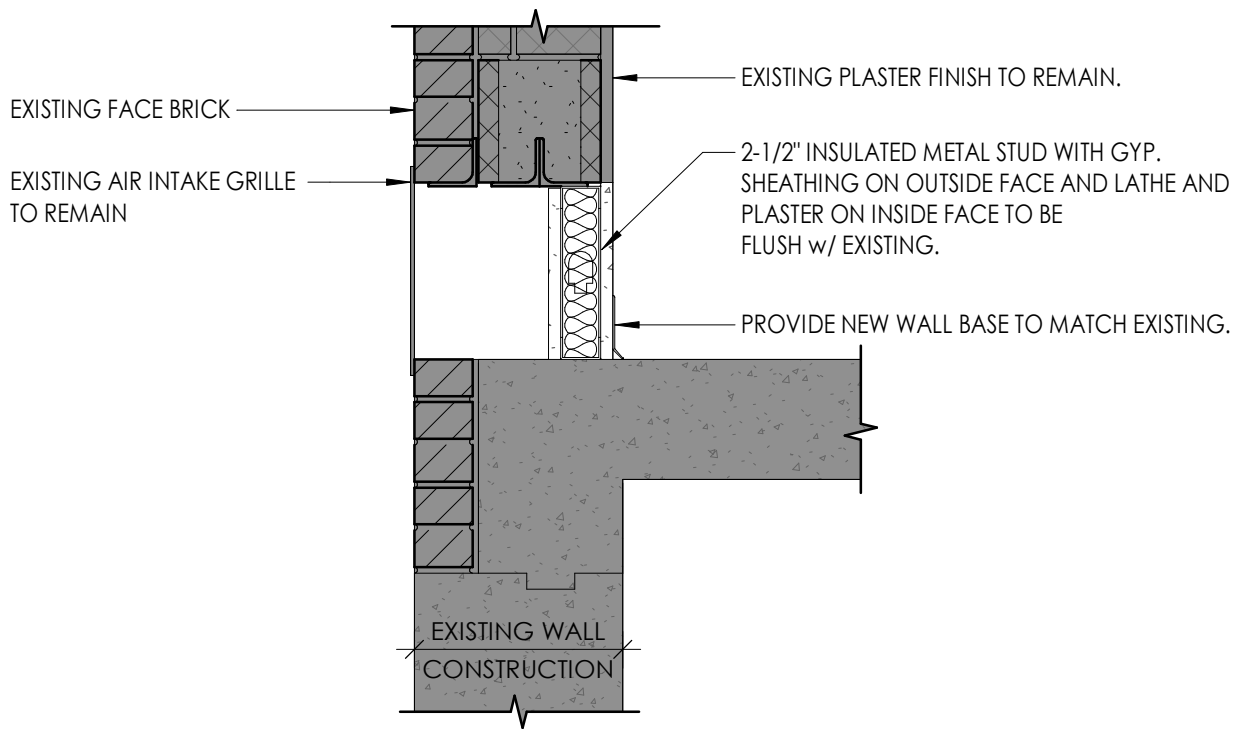 EXISTING FACE BRICK
EXISTING AIR INTAKE GRILLE
TO REMAIN
EXISTING PLASTER FINISH TO REMAIN.
2-1/2" INSULATED METAL STUD WITH GYP.
SHEATHING ON OUTSIDE FACE AND LATHE AND
PLASTER ON INSIDE FACE TO BE
FLUSH w/ EXISTING.
PROVIDE NEW WALL BASE TO MATCH EXISTING.
EXISTING WALL
CONSTRUCTION